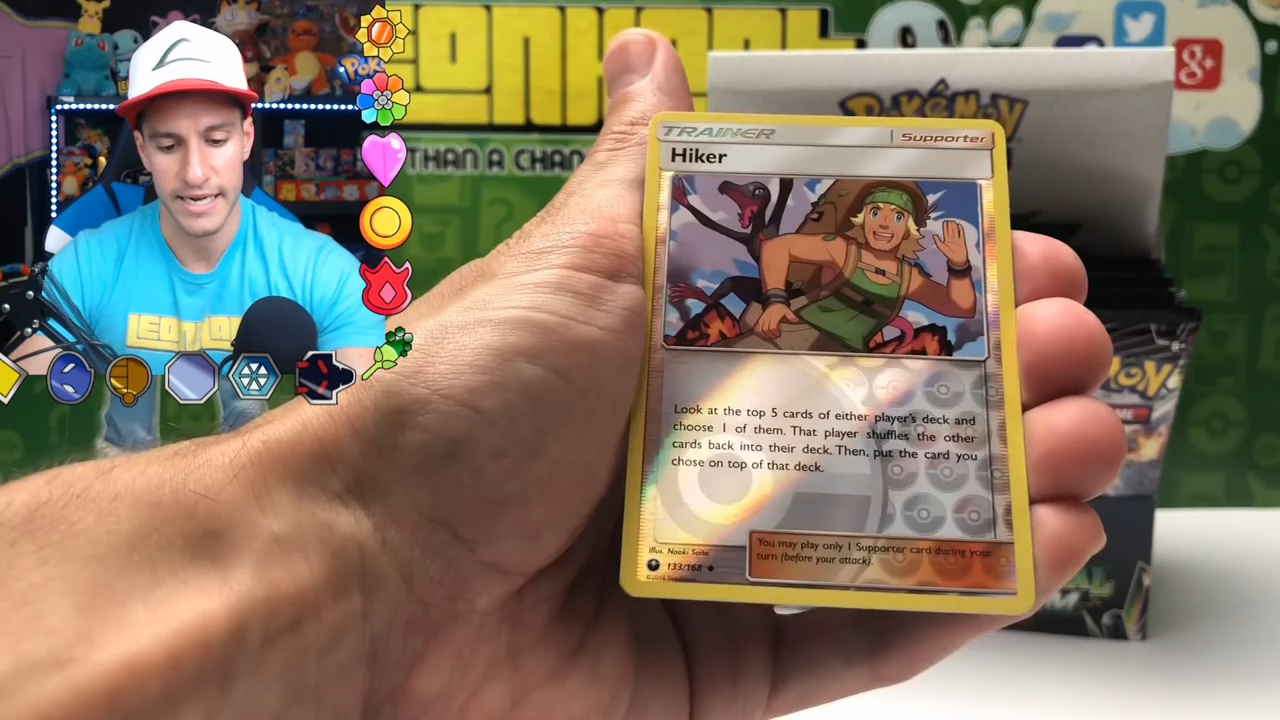 LEONHART
THAN A CHAN
POKéMON
TRAINER
Supporter
Hiker
Look at the top 5 cards of either player's deck and
choose 1 of them. That player shuffles the other
cards back into their deck. Then, put the card you
chose on top of that deck.
You may play only 1 Supporter card during your
turn (before your attack).
Illus. Naoki Saito
133/168
g+